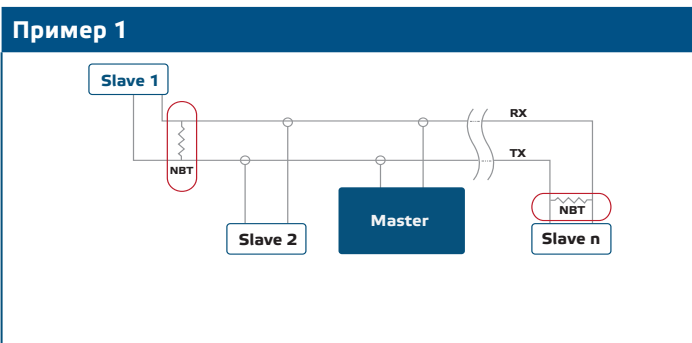 Пример 1
Slave 1
RX
TX
NBT
NBT
Master
Slave 2
Slave n